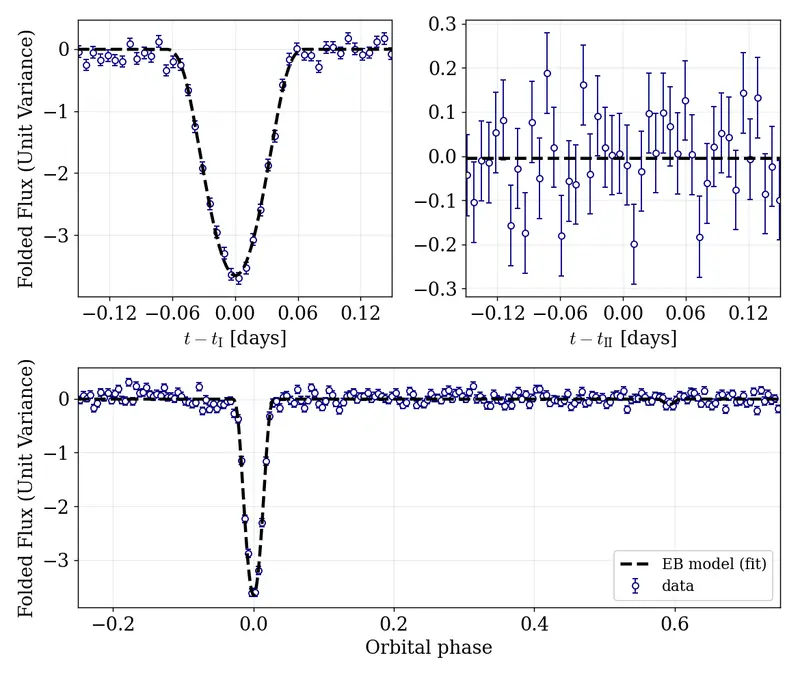 Folded Flux (Unit Variance)
0
−1
−2
−3
−0.12 −0.06 0.00 0.06 0.12
t − tI [days]
0.3
0.2
0.1
0.0
−0.1
−0.2
−0.3
−0.12 −0.06 0.00 0.06 0.12
t − tII [days]
Folded Flux (Unit Variance)
0
−1
−2
−3
−0.2 0.0 0.2 0.4 0.6
Orbital phase
EB model (fit)
data